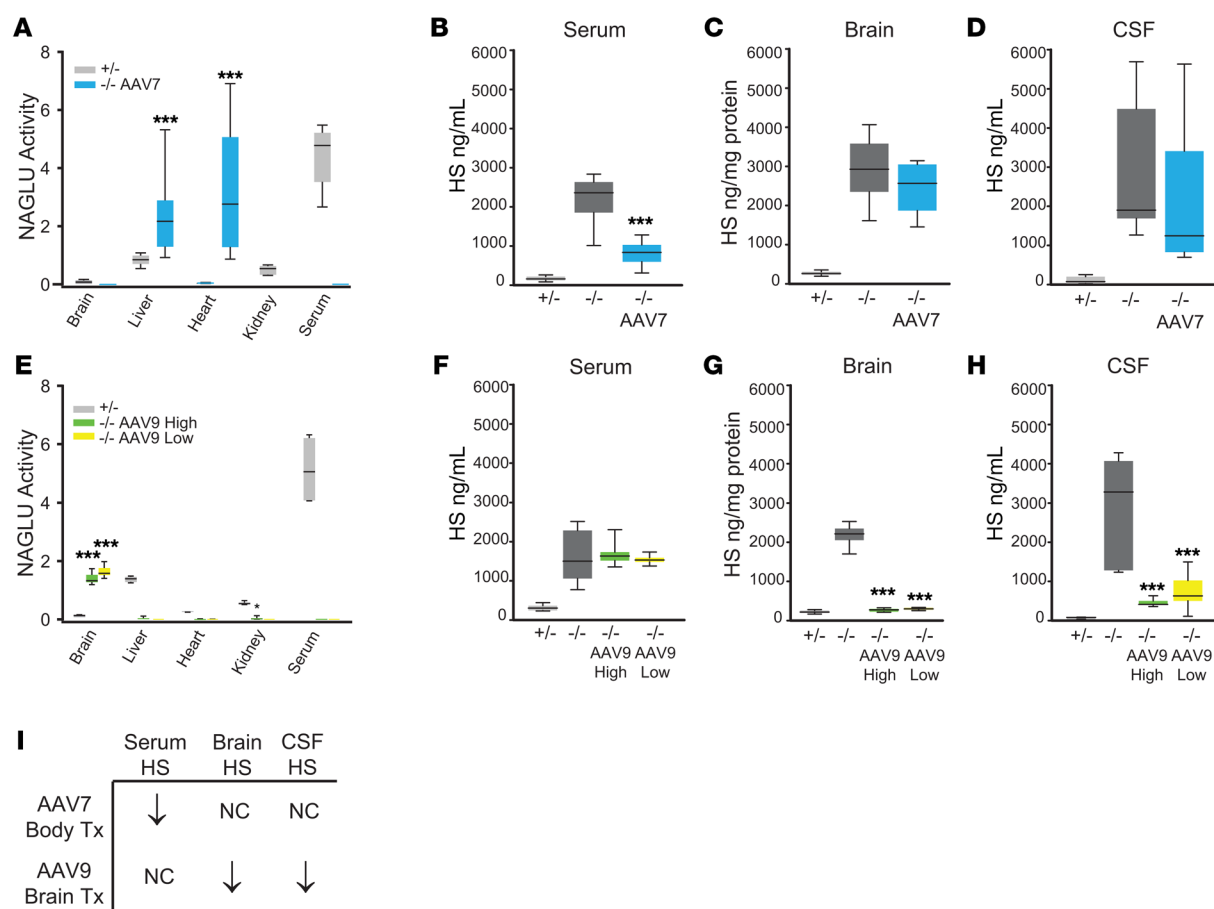 A
8
6
4
2
0
NAGLU Activity
+/-
-/- AAV7
***
***
Brain
Liver
Heart
Kidney
Serum
B
Serum
6000
5000
4000
3000
2000
1000
0
HS ng/mL
***
+/-
-/-
-/-
AAV7
C
Brain
6000
5000
4000
3000
2000
1000
0
HS ng/mg protein
+/-
-/-
-/-
AAV7
D
CSF
6000
5000
4000
3000
2000
1000
0
HS ng/mL
+/-
-/-
-/-
AAV7
E
8
6
4
2
0
NAGLU Activity
+/-
-/- AAV9 High
-/- AAV9 Low
***
***
*
Brain
Liver
Heart
Kidney
Serum
F
Serum
6000
5000
4000
3000
2000
1000
0
HS ng/mL
+/-
-/-
-/-
AAV9
High
-/-
AAV9
Low
G
Brain
6000
5000
4000
3000
2000
1000
0
HS ng/mg protein
***
***
+/-
-/-
-/-
AAV9
High
-/-
AAV9
Low
H
CSF
6000
5000
4000
3000
2000
1000
0
HS ng/mL
***
***
+/-
-/-
-/-
AAV9
High
-/-
AAV9
Low
I
Serum
HS
Brain
HS
CSF
HS
AAV7
Body Tx
↓ NC NC
AAV9
Brain Tx
NC ↓ ↓